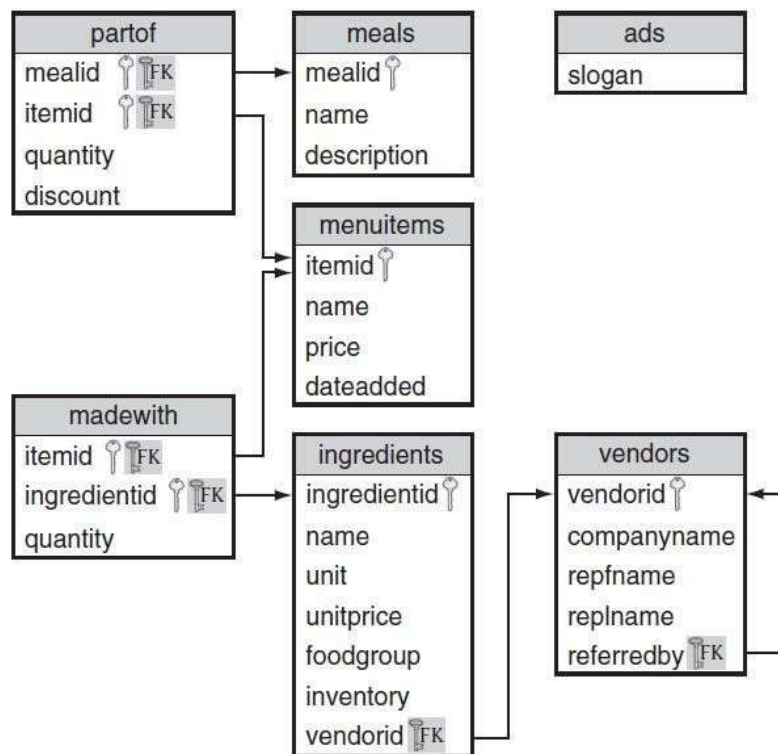 partof
mealid FK
itemid FK
quantity
discount
meals
mealid
name
description
ads
slogan
menuitems
itemid
name
price
dateadded
madewith
itemid FK
ingredientid FK
quantity
ingredients
ingredientid
name
unit
unitprice
foodgroup
inventory
vendorid FK
vendors
vendorid
companyname
repfname
replname
referredby FK